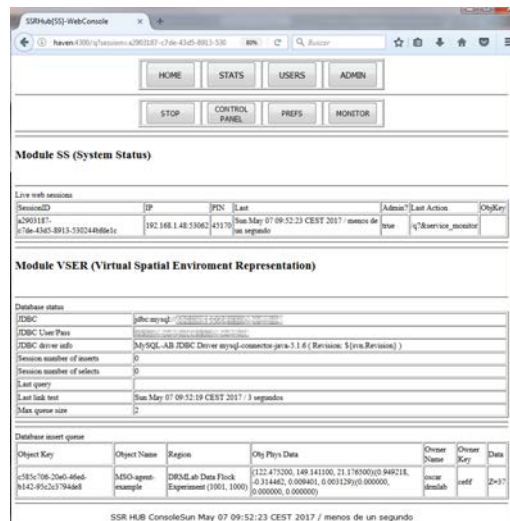 SSRHub[SS]-WebConsole
haven:4300/q?session=a2903187-c7de-43d5-8913-530
80%
Buscar
HOME STATS USERS ADMIN
STOP CONTROL PANEL PREFS MONITOR
Module SS (System Status)
Live web sessions
SessionID IP PIN Last Admin? Last Action ObjKey
a2903187-c7de-43d5-8913-530244bfde1c 192.168.1.48:53062 45170 Sun May 07 09:52:23 CEST 2017 / menos de un segundo true q7&service_monitor
Module VSER (Virtual Spatial Enviroment Representation)
Database status
JDBC jdbc:mysql:/
JDBC User/Pass
JDBC driver info MySQL-AB JDBC Driver mysql-connector-java-5.1.6 ( Revision: ${svn.Revision} )
Session number of inserts 0
Session number of selects 0
Last query
Last link test Sun May 07 09:52:19 CEST 2017 / 3 segundos
Max queue size 2
Database insert queue
Object Key Object Name Region Obj Phys Data Owner Name Owner Key Data
c585c706-20e0-46ed-b142-95c2c3794de8 MSO-agent-example DRMLab Data Flock Experiment (1001, 1000) (122.475200, 149.141100, 21.176500)(0.949218, -0.314462, 0.009401, 0.003129)(0.000000, 0.000000, 0.000000) oscar demlab cefif Z=37
SSR HUB ConsoleSun May 07 09:52:23 CEST 2017 / menos de un segundo